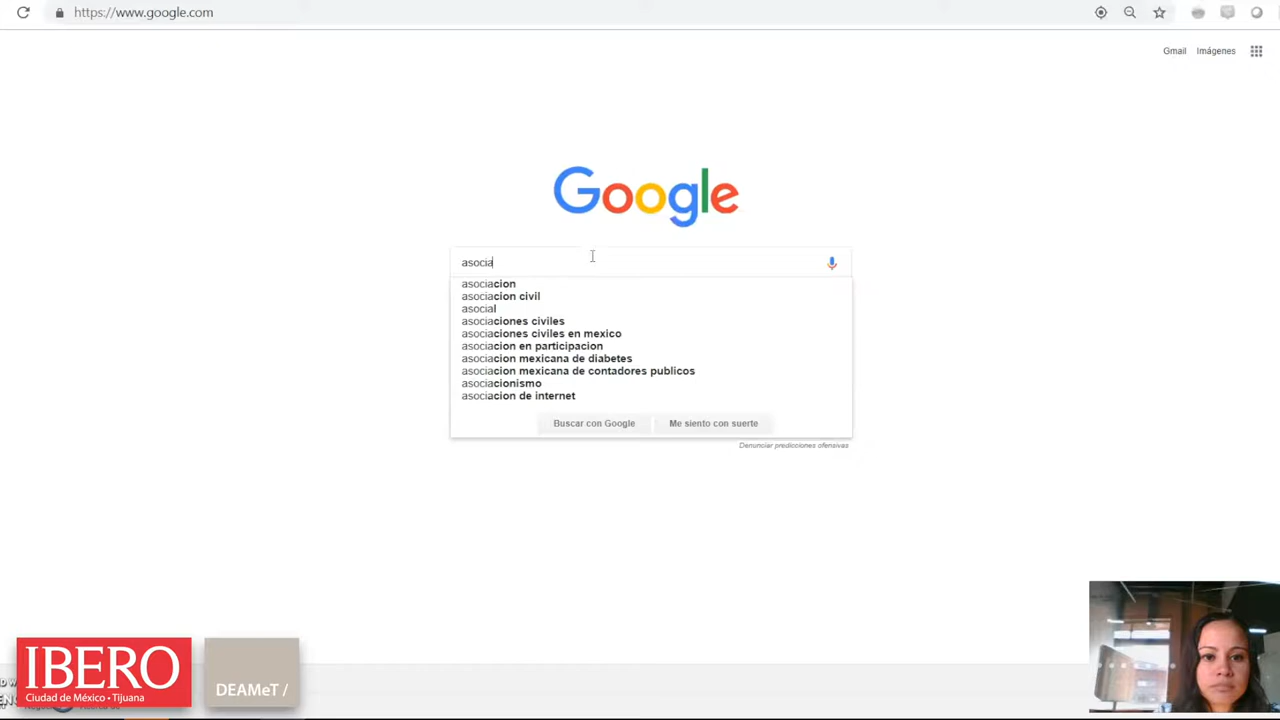 https://www.google.com
Gmail Imágenes
Google
asocia
asociacion
asociacion civil
asocial
asociaciones civiles
asociaciones civiles en mexico
asociacion en participacion
asociacion mexicana de diabetes
asociacion mexicana de contadores publicos
asociacionismo
asociacion de internet
Buscar con Google Me siento con suerte
Denunciar predicciones ofensivas
IBERO
Ciudad de México • Tijuana
DEAMeT /